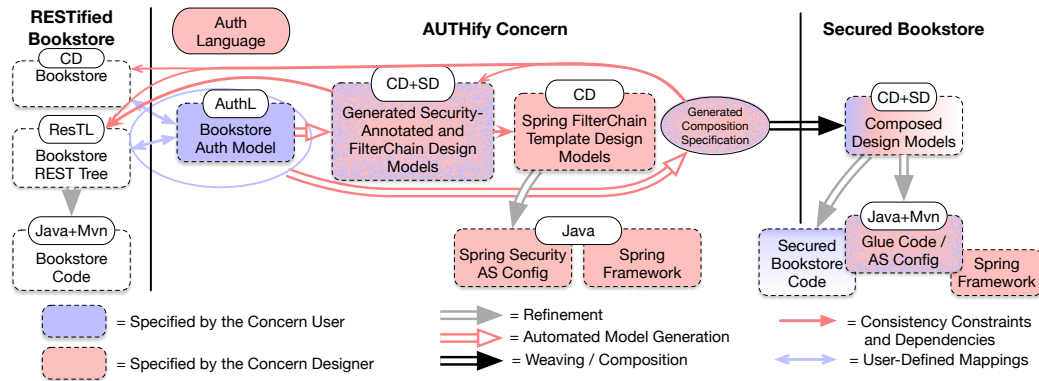 RESTified
Bookstore
Auth
Language
AUTHify Concern
Secured Bookstore
CD
Bookstore
ResTL
Bookstore
REST Tree
Java+Mvn
Bookstore
Code
AuthL
Bookstore
Auth Model
CD+SD
Generated Security-
Annotated and
FilterChain Design
Models
CD
Spring FilterChain
Template Design
Models
Generated
Composition
Specification
Java
Spring Security
AS Config
Spring
Framework
CD+SD
Composed
Design Models
Secured
Bookstore
Code
Java+Mvn
Glue Code /
AS Config
Spring
Framework
= Specified by the Concern User
= Specified by the Concern Designer
= Refinement
= Automated Model Generation
= Weaving / Composition
= Consistency Constraints
and Dependencies
= User-Defined Mappings